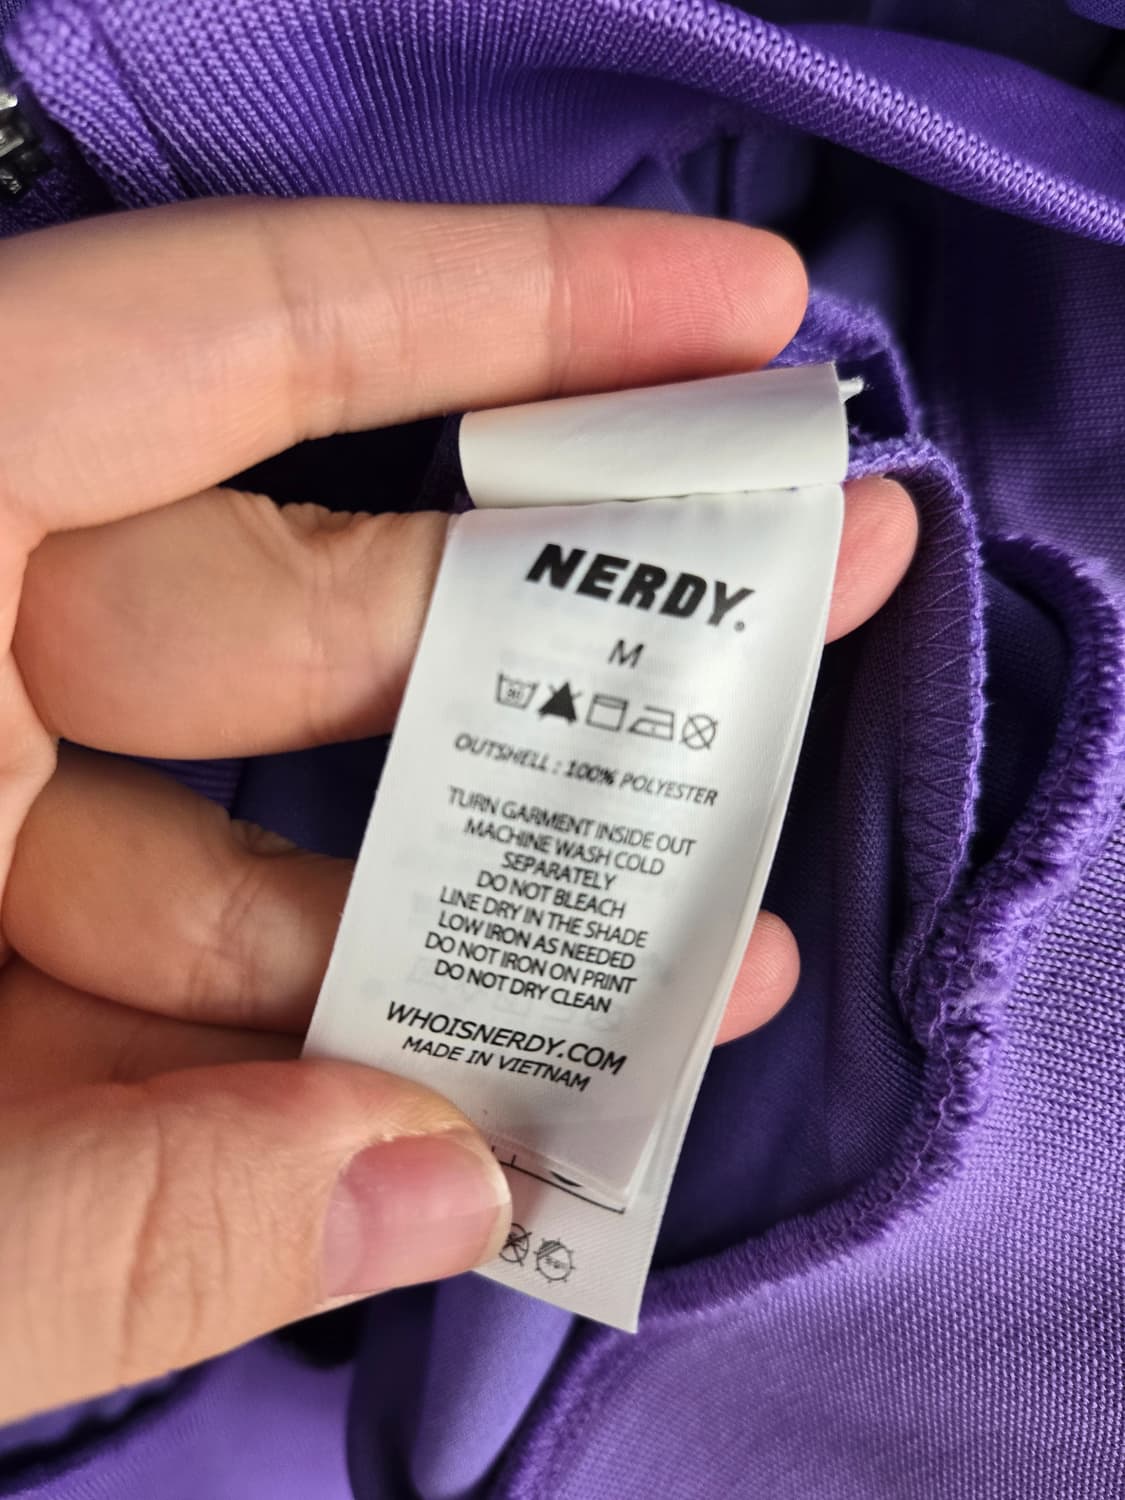 NERDY.
M
OUTSHELL : 100% POLYESTER
TURN GARMENT INSIDE OUT
MACHINE WASH COLD
SEPARATELY
DO NOT BLEACH
LINE DRY IN THE SHADE
LOW IRON AS NEEDED
DO NOT IRON ON PRINT
DO NOT DRY CLEAN
WHOISNERDY.COM
MADE IN VIETNAM